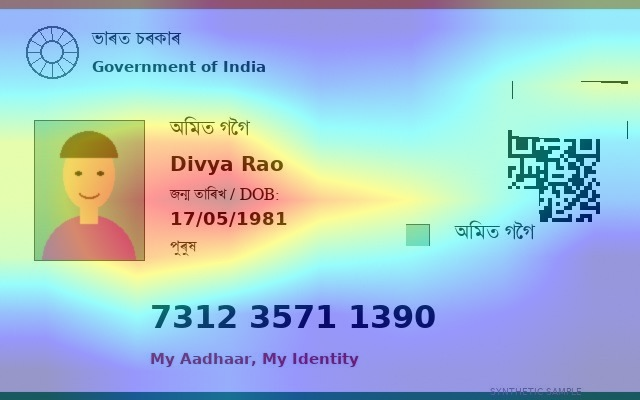 ভাৰত চৰকাৰ
Government of India
অমিত গগৈ
Divya Rao
জন্ম তাৰিখ / DOB:
17/05/1981
পুৰুষ
অমিত গগৈ
7312 3571 1390
My Aadhaar, My Identity
SYNTHETIC SAMPLE